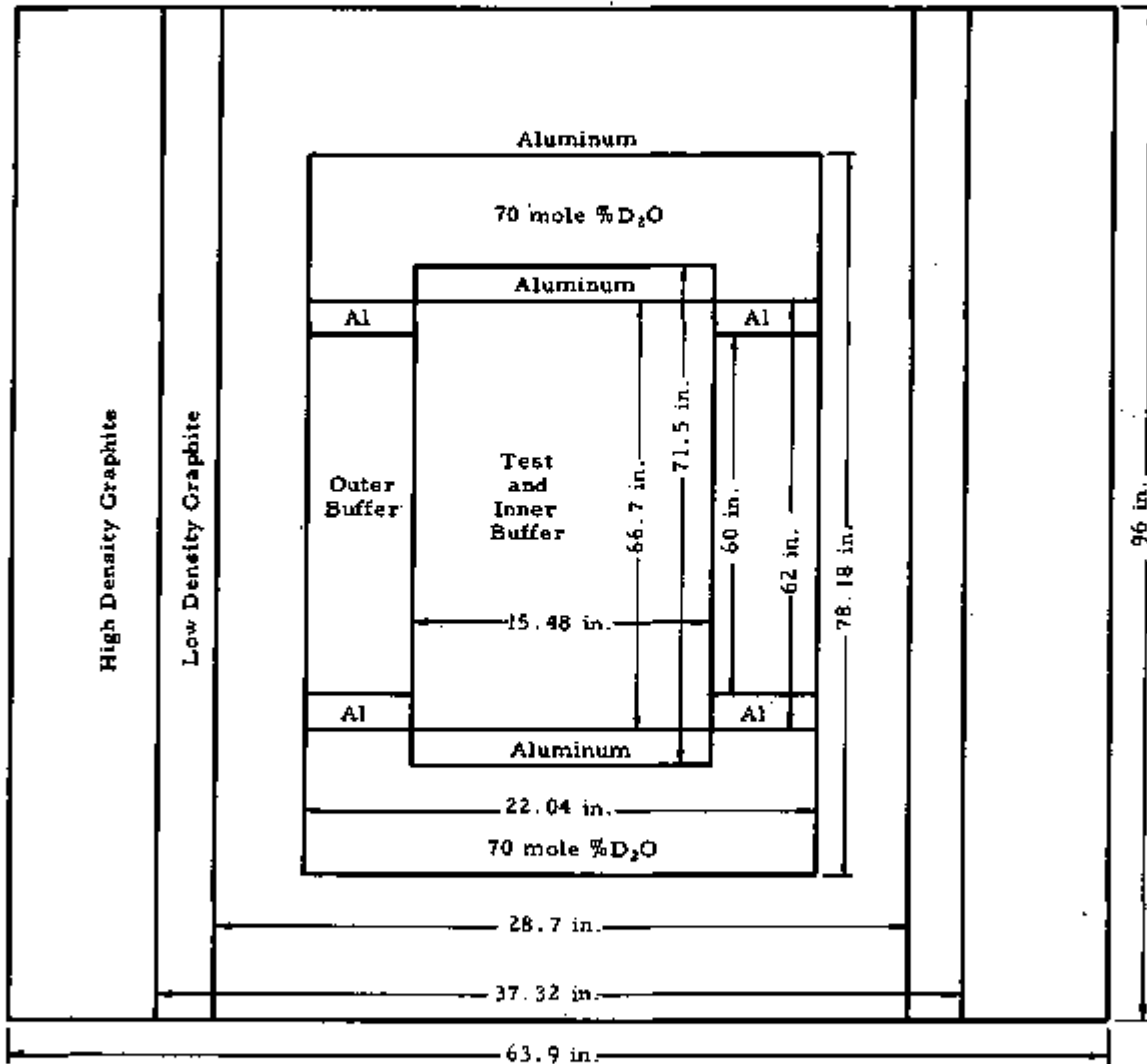 Aluminum
70 mole %D₂O
Aluminum
Al
Al
High Density Graphite
Low Density Graphite
Outer
Buffer
Test
and
Inner
Buffer
66.7 in.
71.5 in.
60 in.
62 in.
78.18 in.
96 in.
15.48 in.
Al
Al
Aluminum
22.04 in.
70 mole %D₂O
28.7 in.
37.32 in.
63.9 in.